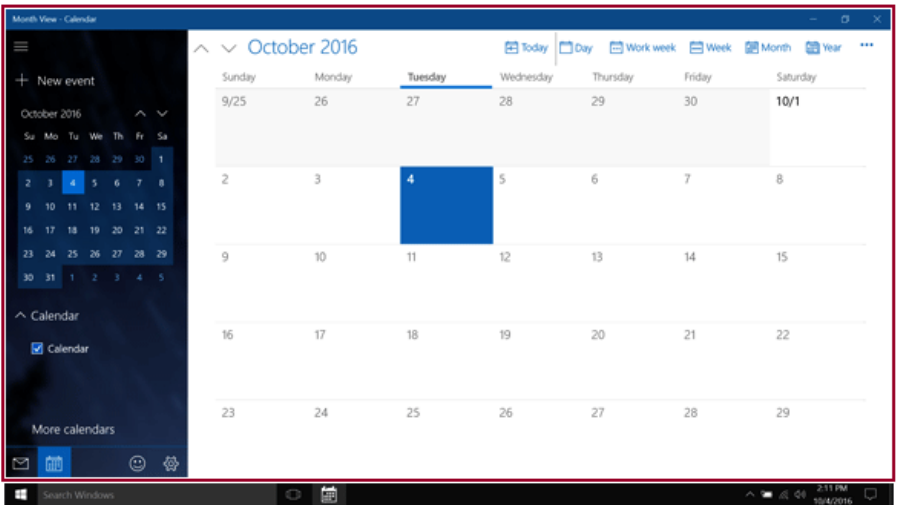 Month View - Calendar
New event
October 2016
Su Mo Tu We Th Fr Sa
25 26 27 28 29 30 1
2 3 4 5 6 7 8
9 10 11 12 13 14 15
16 17 18 19 20 21 22
23 24 25 26 27 28 29
30 31 1 2 3 4 5
Calendar
Calendar
More calendars
October 2016 Today Day Work week Week Month Year
Sunday Monday Tuesday Wednesday Thursday Friday Saturday
9/25 26 27 28 29 30 10/1
2 3 4 5 6 7 8
9 10 11 12 13 14 15
16 17 18 19 20 21 22
23 24 25 26 27 28 29
Search Windows
2:11 PM
10/4/2016